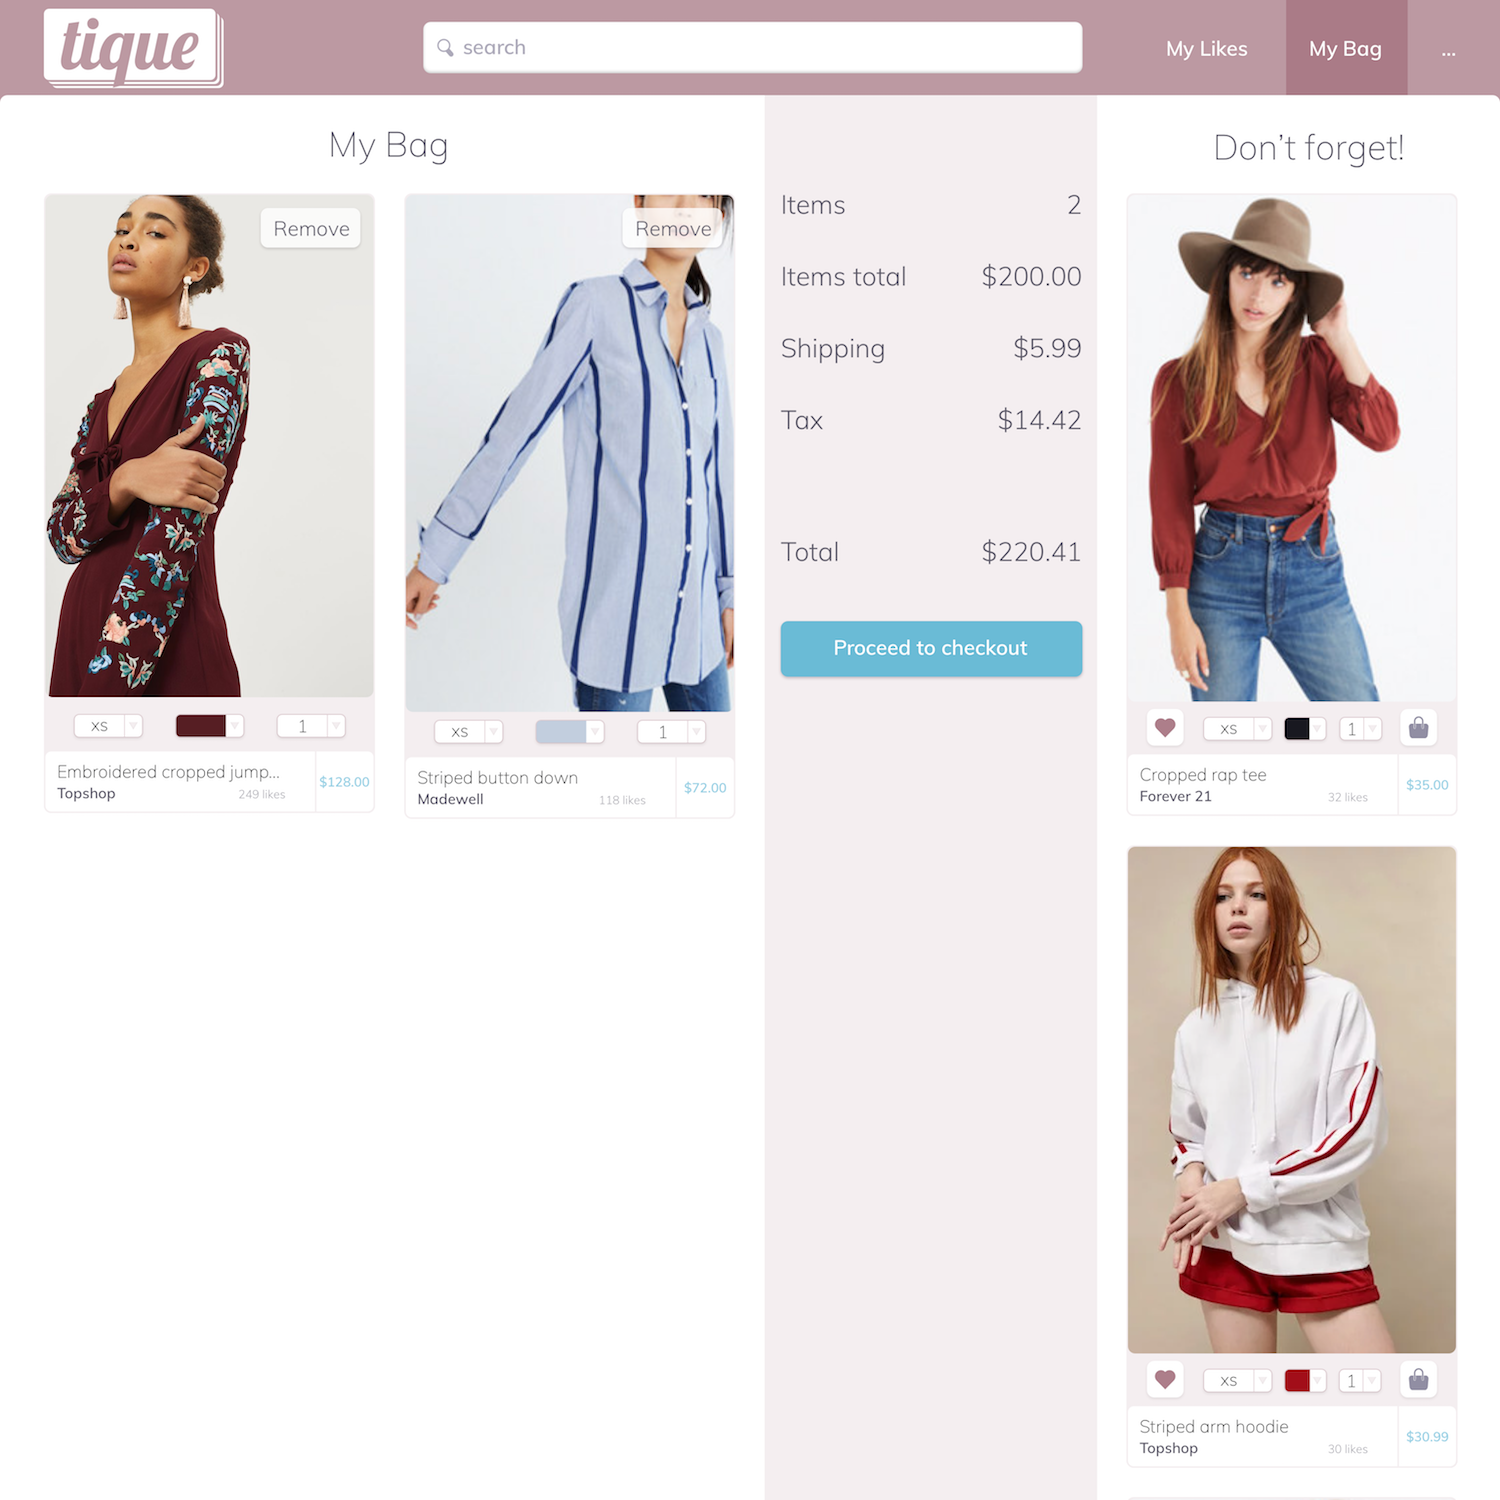 tique
search
My Likes
My Bag
...
My Bag
Remove
XS
1
Embroidered cropped jump...
Topshop
249 likes
$128.00
Remove
XS
1
Striped button down
Madewell
118 likes
$72.00
Items 2
Items total $200.00
Shipping $5.99
Tax $14.42
Total $220.41
Proceed to checkout
Don't forget!
XS
1
Cropped rap tee
Forever 21
32 likes
$35.00
XS
1
Striped arm hoodie
Topshop
30 likes
$30.99